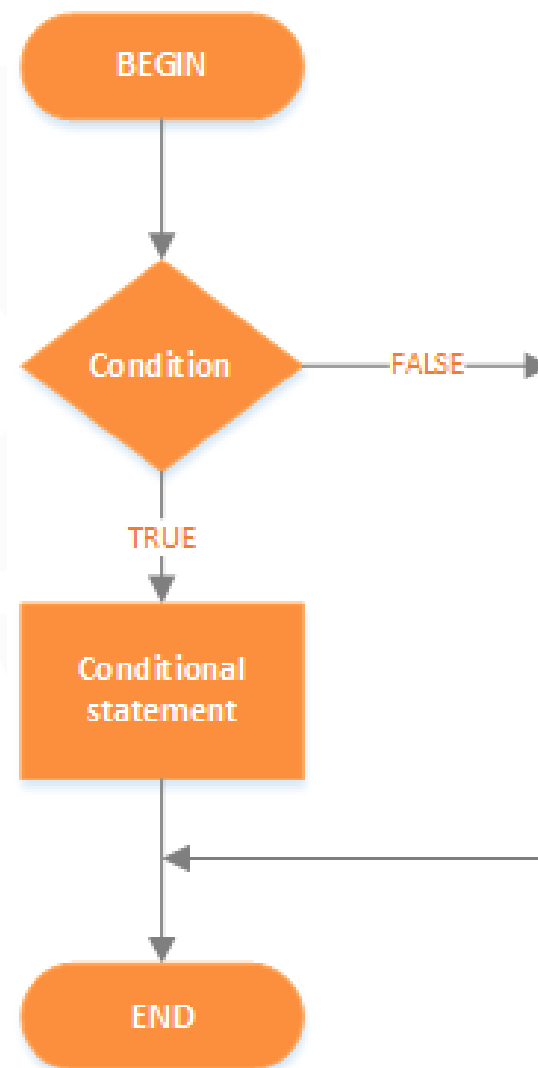 BEGIN
Condition
FALSE
TRUE
Conditional
statement
END